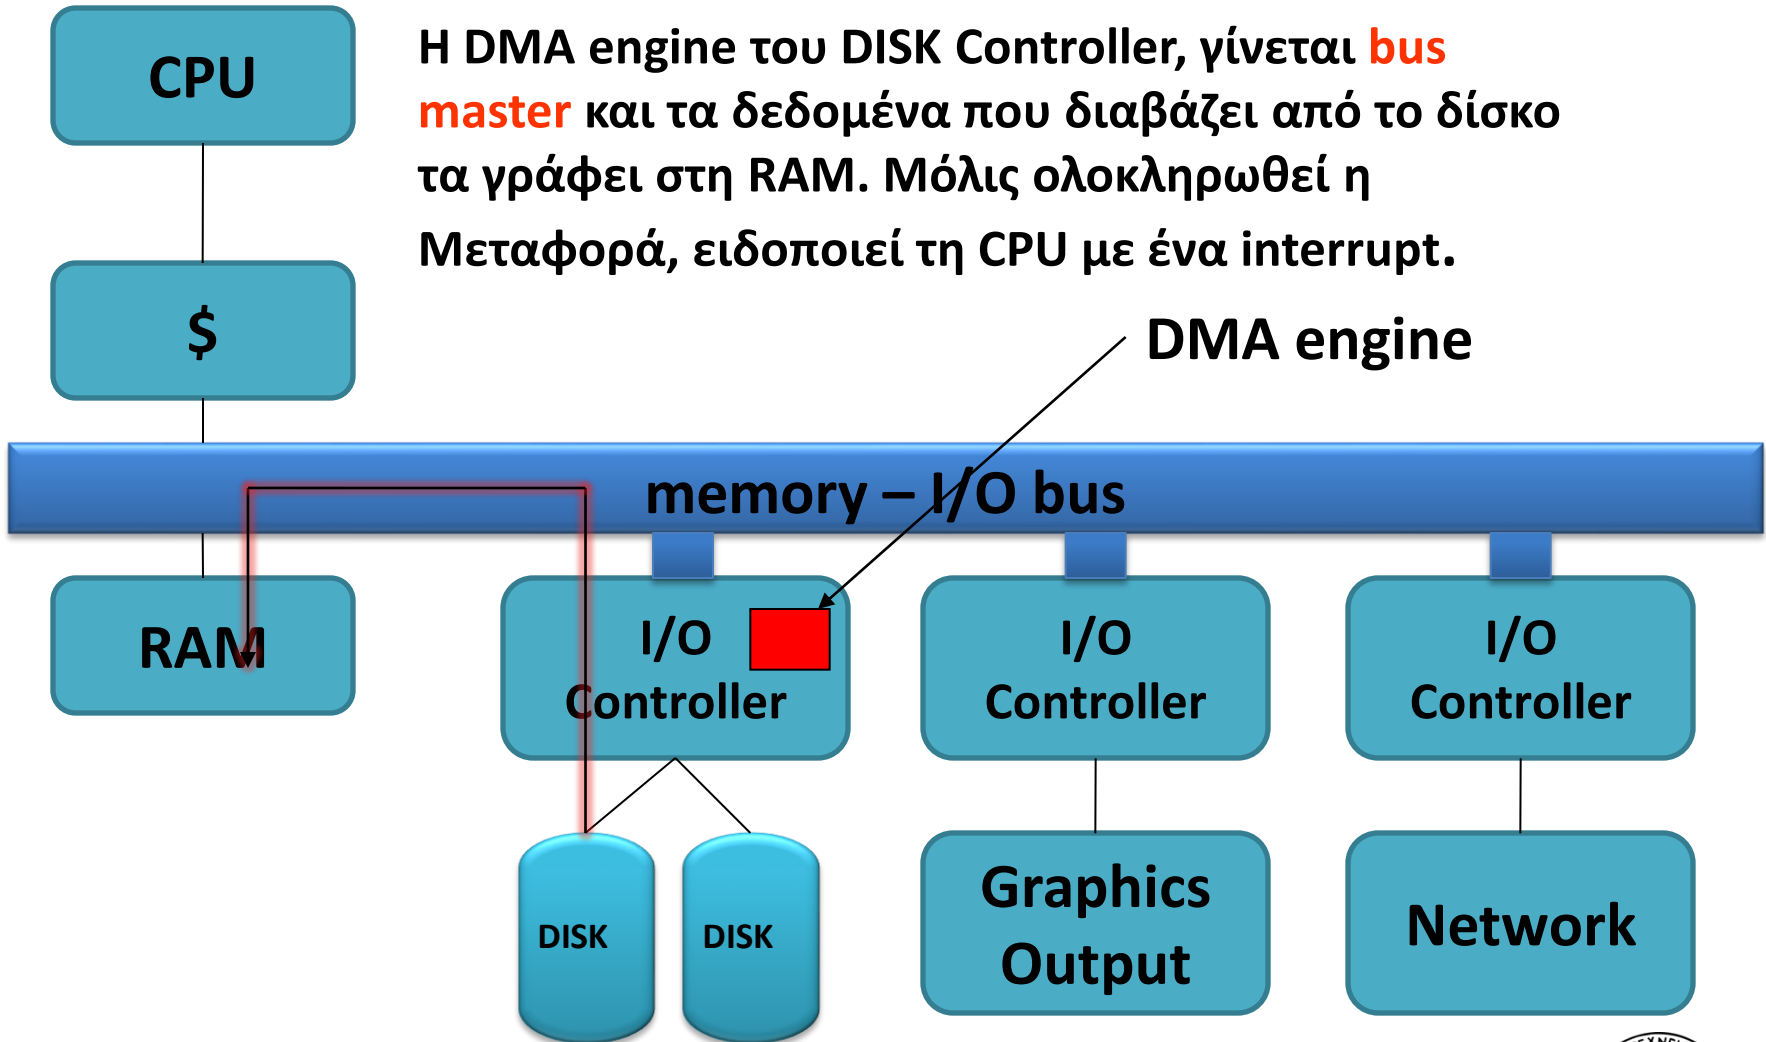 CPU
Η DMA engine του DISK Controller, γίνεται bus
master και τα δεδομένα που διαβάζει από το δίσκο
τα γράφει στη RAM. Μόλις ολοκληρωθεί η
Μεταφορά, ειδοποιεί τη CPU με ένα interrupt.
$
DMA engine
memory – I/O bus
RAM
I/O
Controller
I/O
Controller
I/O
Controller
DISK
DISK
Graphics
Output
Network